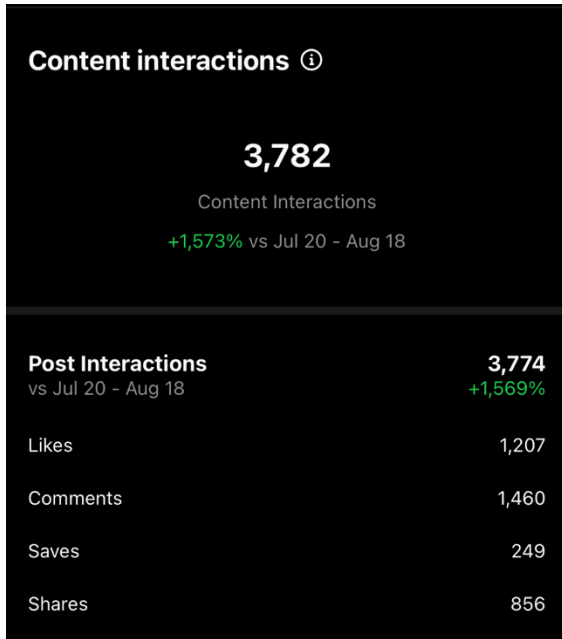 Content interactions
3,782
Content Interactions
+1,573% vs Jul 20 - Aug 18
Post Interactions 3,774
vs Jul 20 - Aug 18 +1,569%
Likes 1,207
Comments 1,460
Saves 249
Shares 856